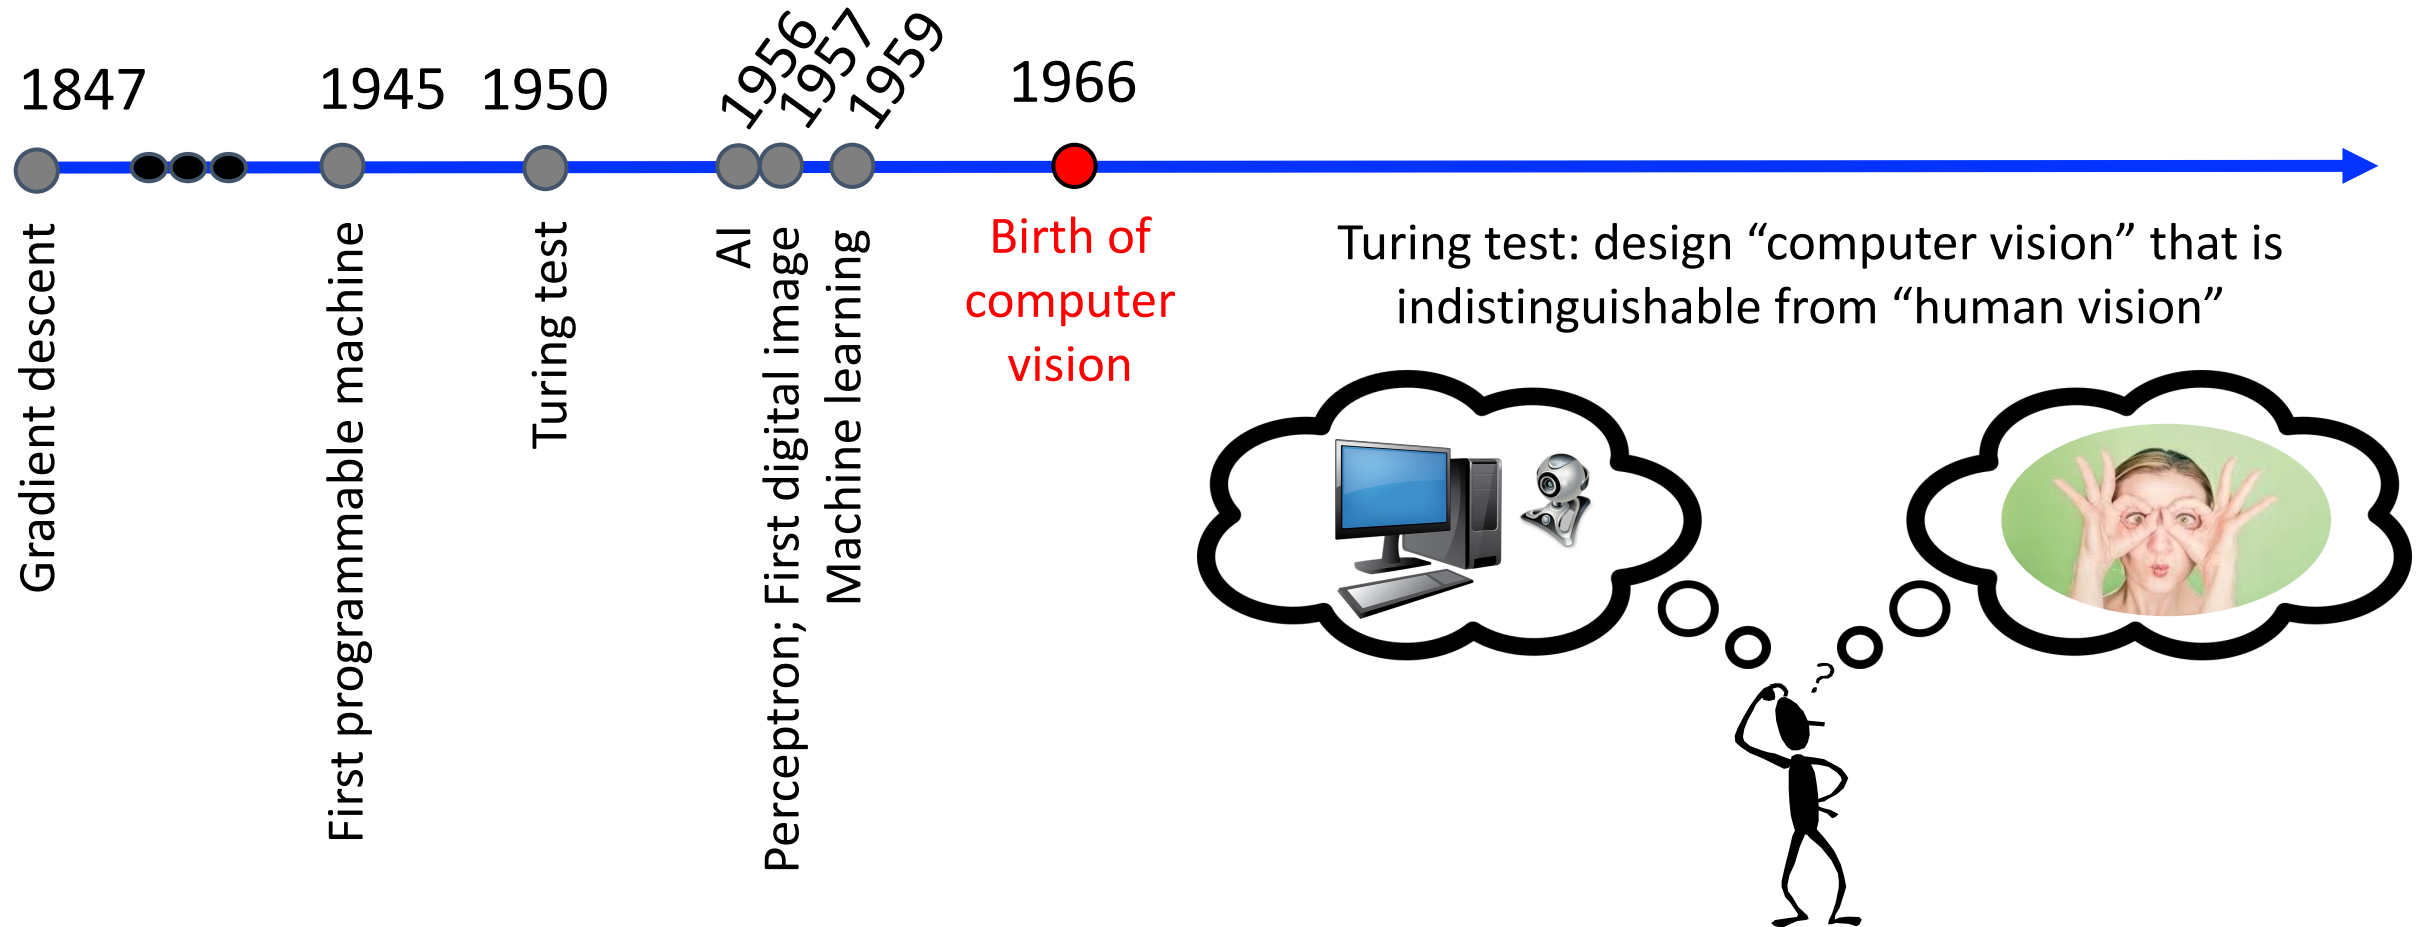 1847
1945
1950
1956
1957
1959
1966
Gradient descent
First programmable machine
Turing test
AI
Perceptron; First digital image
Machine learning
Birth of
computer
vision
Turing test: design “computer vision” that is
indistinguishable from “human vision”
?